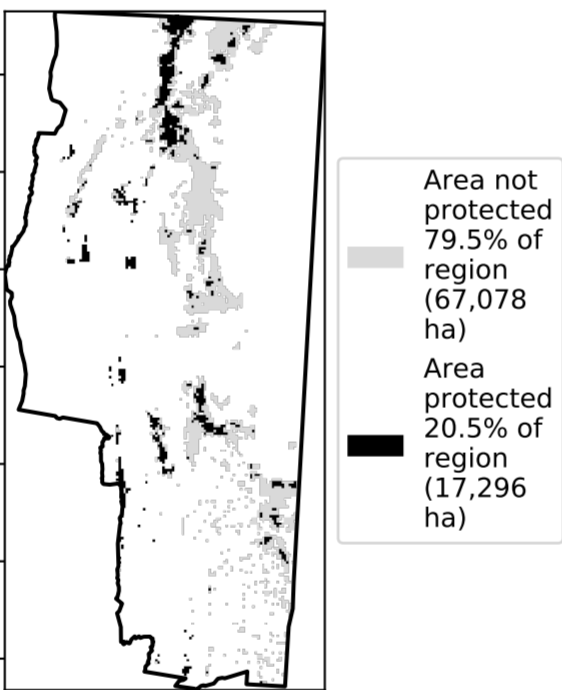 Area not
protected
79.5% of
region
(67,078
ha)
Area
protected
20.5% of
region
(17,296
ha)